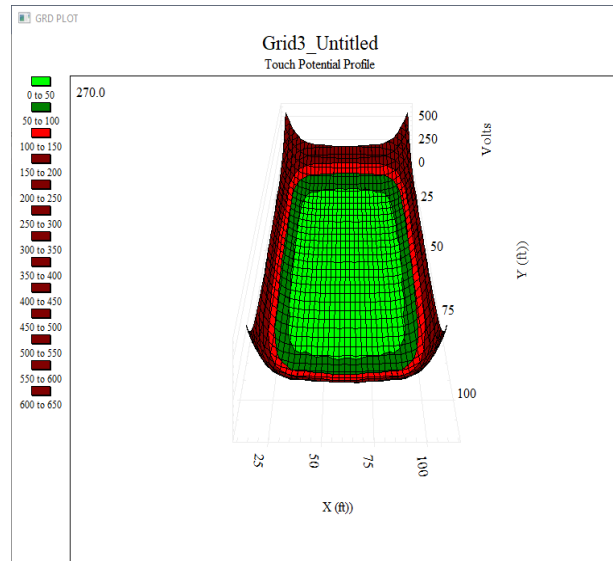 GRD PLOT
Grid3_Untitled
Touch Potential Profile
270.0
0 to 50
50 to 100
100 to 150
150 to 200
200 to 250
250 to 300
300 to 350
350 to 400
400 to 450
450 to 500
500 to 550
550 to 600
600 to 650
500
250
0
Volts
25
50
75
100
Y (ft))
25
50
75
100
X (ft))